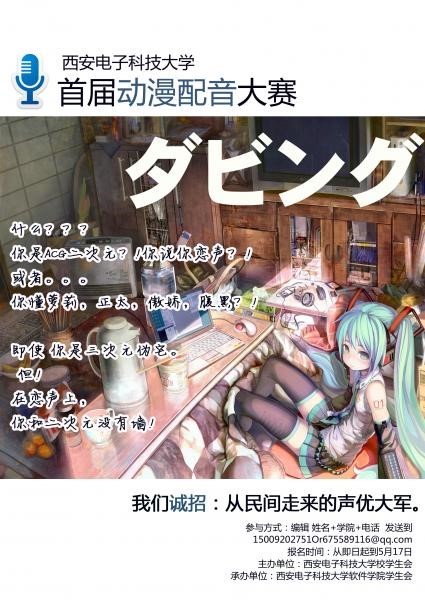 西安电子科技大学
首届动漫配音大赛
ダビング
什么？？？
你是ACG二次元？！你说你恋声？！
或者。。。
你懂萝莉，正太，傲娇，腹黑？！
即使你是三次元伪宅。
但！
在恋声上，
你和二次元没有墙！
01
我们诚招：从民间走来的声优大军。
参与方式：编辑 姓名+学院+电话 发送到
15009202751Or675589116@qq.com
报名时间：从即日起到5月17日
主办单位：西安电子科技大学校学生会
承办单位：西安电子科技大学软件学院学生会